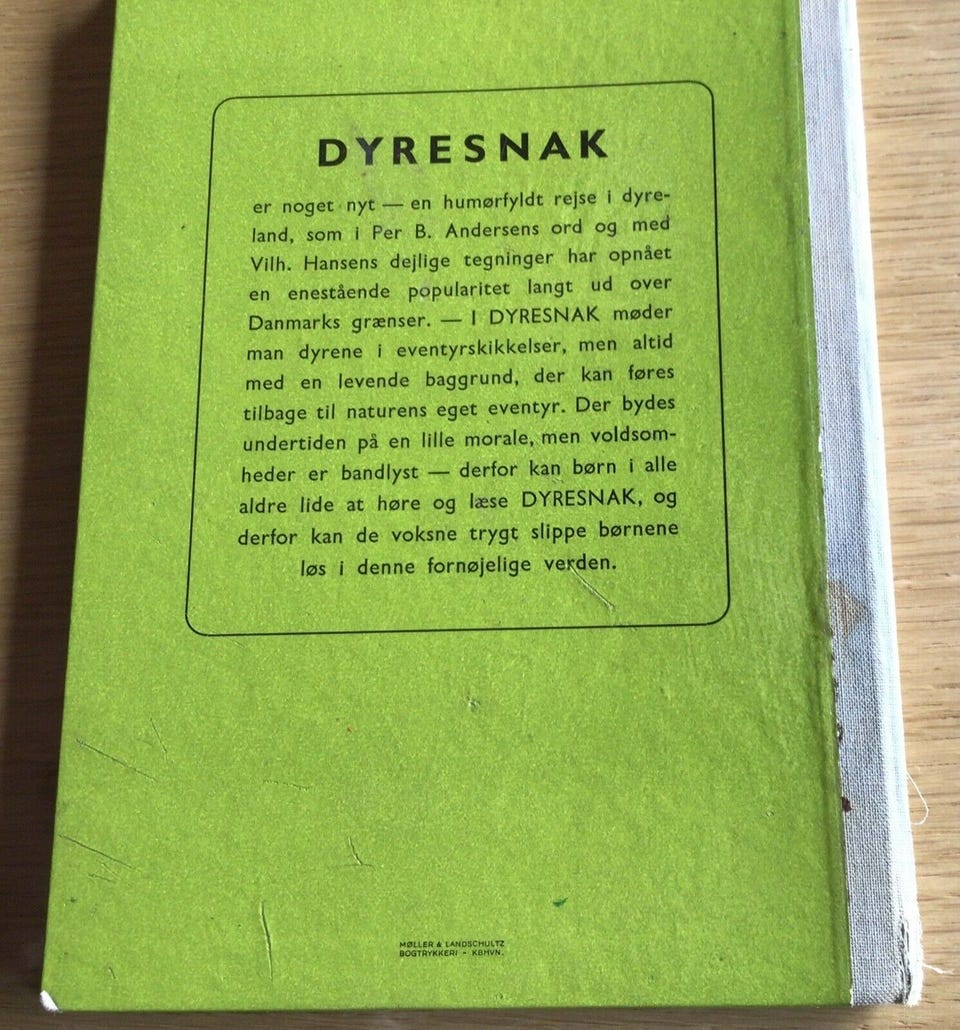 DYRESNAK
er noget nyt — en humørfyldt rejse i dyre-
land, som i Per B. Andersens ord og med
Vilh. Hansens dejlige tegninger har opnået
en enestående popularitet langt ud over
Danmarks grænser. — I DYRESNAK møder
man dyrene i eventyrskikkelser, men altid
med en levende baggrund, der kan føres
tilbage til naturens eget eventyr. Der bydes
undertiden på en lille morale, men voldsom-
heder er bandlyst — derfor kan børn i alle
aldre lide at høre og læse DYRESNAK, og
derfor kan de voksne trygt slippe børnene
løs i denne fornøjelige verden.
MØLLER & LANDSCHULTZ
BOGTRYKKERI - KBHVN.